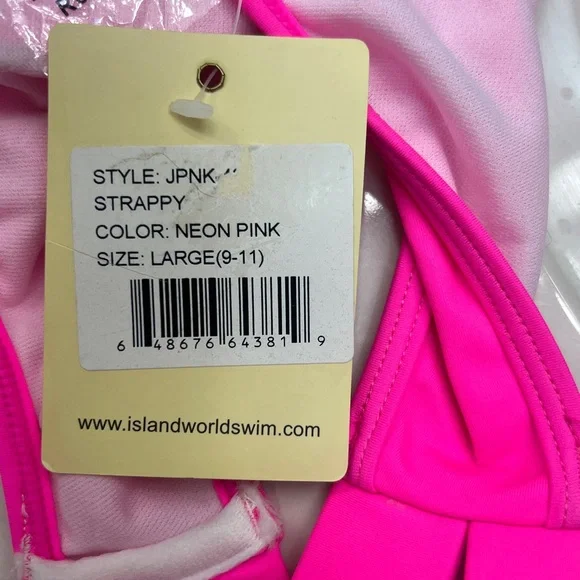 STYLE: JPNK
STRAPPY
COLOR: NEON PINK
SIZE: LARGE(9-11)
6 48676 64381 9
www.islandworldswim.com